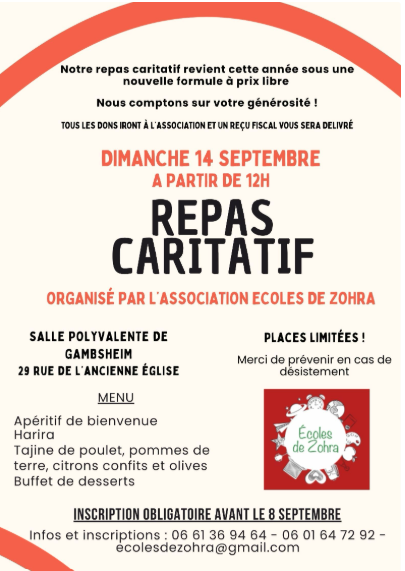 Notre repas caritatif revient cette année sous une
nouvelle formule à prix libre
Nous comptons sur votre générosité !
TOUS LES DONS IRONT À L'ASSOCIATION ET UN REÇU FISCAL VOUS SERA DELIVRÉ
DIMANCHE 14 SEPTEMBRE
A PARTIR DE 12H
REPAS
CARITATIF
ORGANISÉ PAR L'ASSOCIATION ECOLES DE ZOHRA
SALLE POLYVALENTE DE
GAMBSHEIM
29 RUE DE L'ANCIENNE ÉGLISE
PLACES LIMITÉES !
Merci de prévenir en cas de
désistement
MENU
Apéritif de bienvenue
Harira
Tajine de poulet, pommes de
terre, citrons confits et olives
Buffet de desserts
Écoles
de Zohra
INSCRIPTION OBLIGATOIRE AVANT LE 8 SEPTEMBRE
Infos et inscriptions : 06 61 36 94 64 - 06 01 64 72 92 -
ecolesdezohra@gmail.com